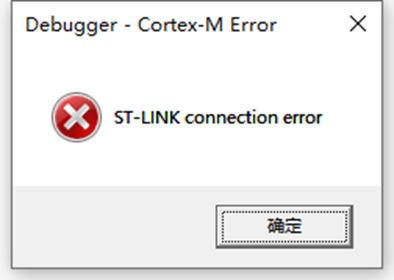 Debugger - Cortex-M Error
ST-LINK connection error
确定